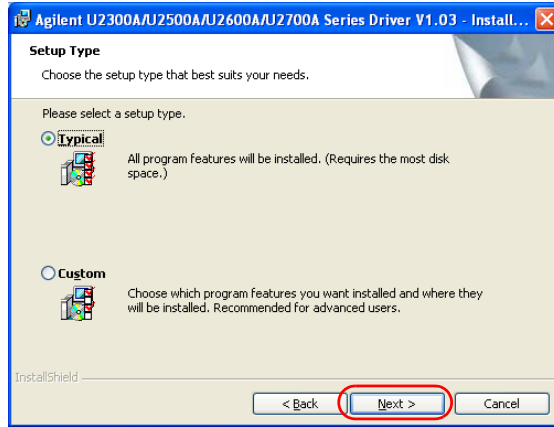 Agilent U2300A/U2500A/U2600A/U2700A Series Driver V1.03 - Install...
Setup Type
Choose the setup type that best suits your needs.
Please select a setup type.
Typical
All program features will be installed. (Requires the most disk
space.)
Custom
Choose which program features you want installed and where they
will be installed. Recommended for advanced users.
InstallShield
< Back Next > Cancel